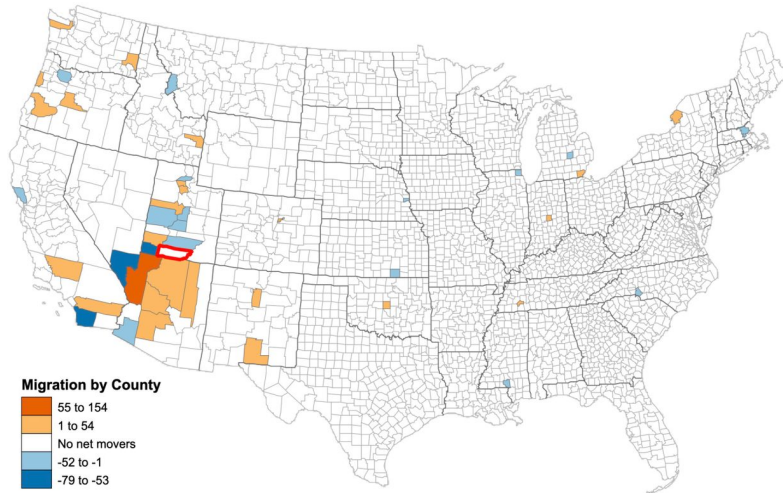 Migration by County
55 to 154
1 to 54
No net movers
-52 to -1
-79 to -53